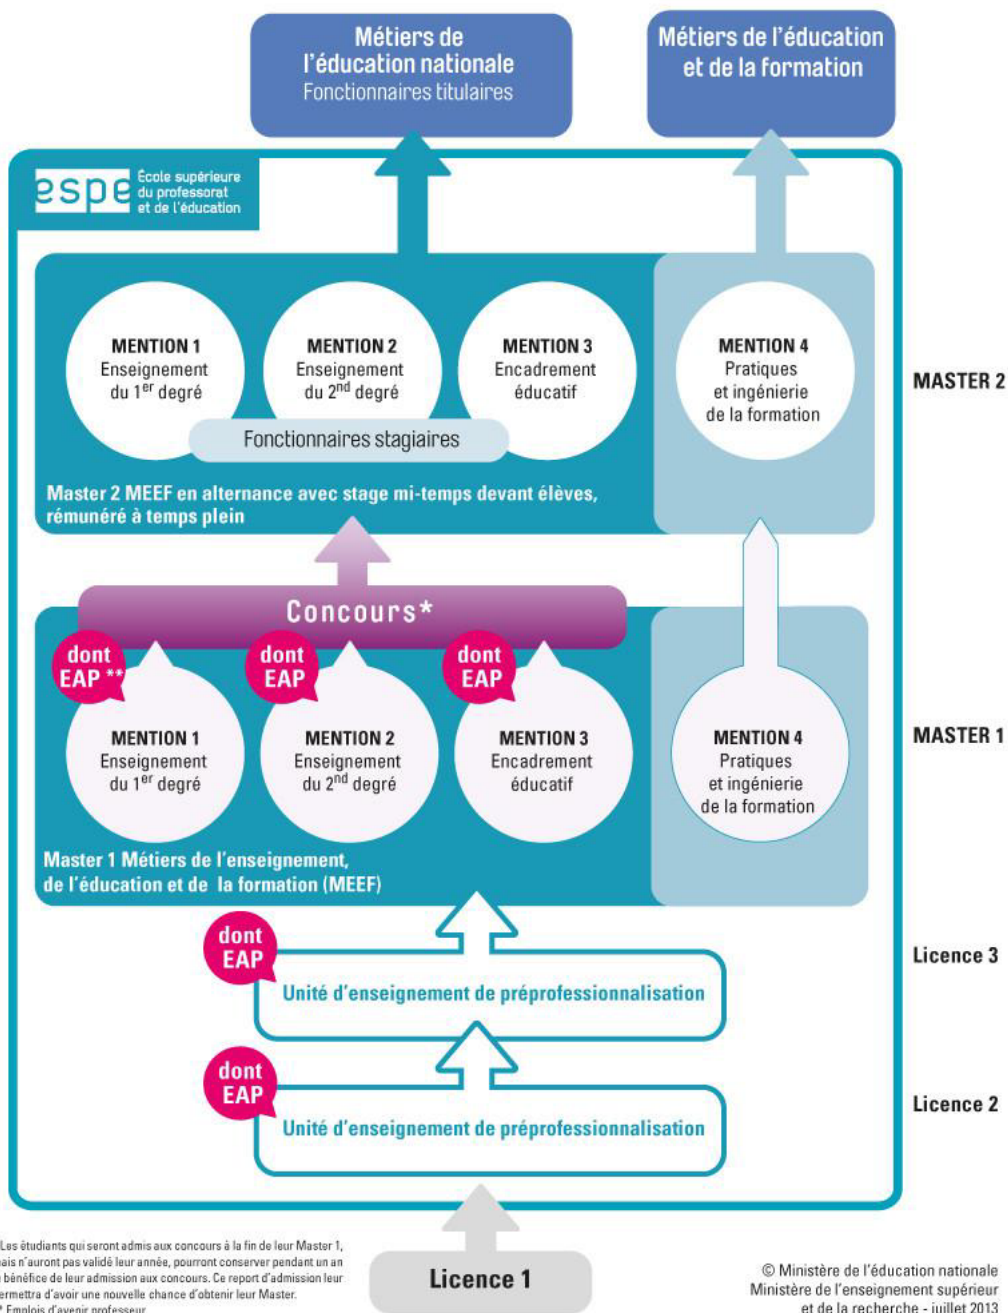 Métiers de
l'éducation nationale
Fonctionnaires titulaires
Métiers de l'éducation
et de la formation
espe
École supérieure
du professorat
et de l'éducation
MENTION 1
Enseignement
du 1er degré
MENTION 2
Enseignement
du 2nd degré
MENTION 3
Encadrement
éducatif
MENTION 4
Pratiques
et ingénierie
de la formation
MASTER 2
Fonctionnaires stagiaires
Master 2 MEEF en alternance avec stage mi-temps devant élèves,
rémunéré à temps plein
Concours*
dont
EAP **
dont
EAP
dont
EAP
MENTION 1
Enseignement
du 1er degré
MENTION 2
Enseignement
du 2nd degré
MENTION 3
Encadrement
éducatif
MENTION 4
Pratiques
et ingénierie
de la formation
MASTER 1
Master 1 Métiers de l'enseignement,
de l'éducation et de la formation (MEEF)
dont
EAP
Unité d'enseignement de préprofessionnalisation
Licence 3
dont
EAP
Unité d'enseignement de préprofessionnalisation
Licence 2
Licence 1
Les étudiants qui seront admis aux concours à la fin de leur Master 1,
n'auront pas validé leur année, pourront conserver pendant un an
bénéfice de leur admission aux concours. Ce report d'admission leur
d'avoir une nouvelle chance d'obtenir leur Master.
* Emplois d'avenir professeur
© Ministère de l'éducation nationale
Ministère de l'enseignement supérieur
et de la recherche - juillet 2013